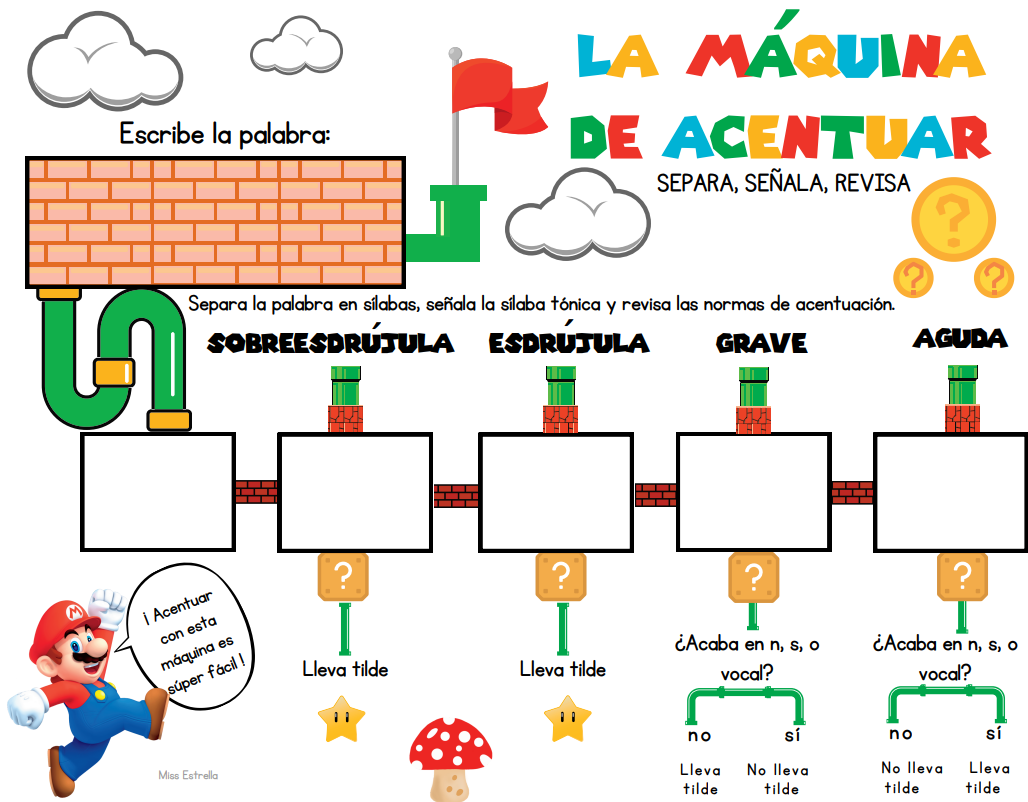 LA MÁQUINA
DE ACENTUAR
SEPARA, SEÑALA, REVISA
Escribe la palabra:
Separa la palabra en sílabas, señala la sílaba tónica y revisa las normas de acentuación.
SOBREESDRÚJULA ESDRÚJULA GRAVE AGUDA
? ? ?
? ? ? ?
M
¡ Acentuar
con esta
máquina es
súper fácil !
Lleva tilde
Lleva tilde
¿Acaba en n, s, o
vocal?
no sí
Lleva
tilde
No lleva
tilde
¿Acaba en n, s, o
vocal?
no sí
No lleva
tilde
Lleva
tilde
Miss Estrella